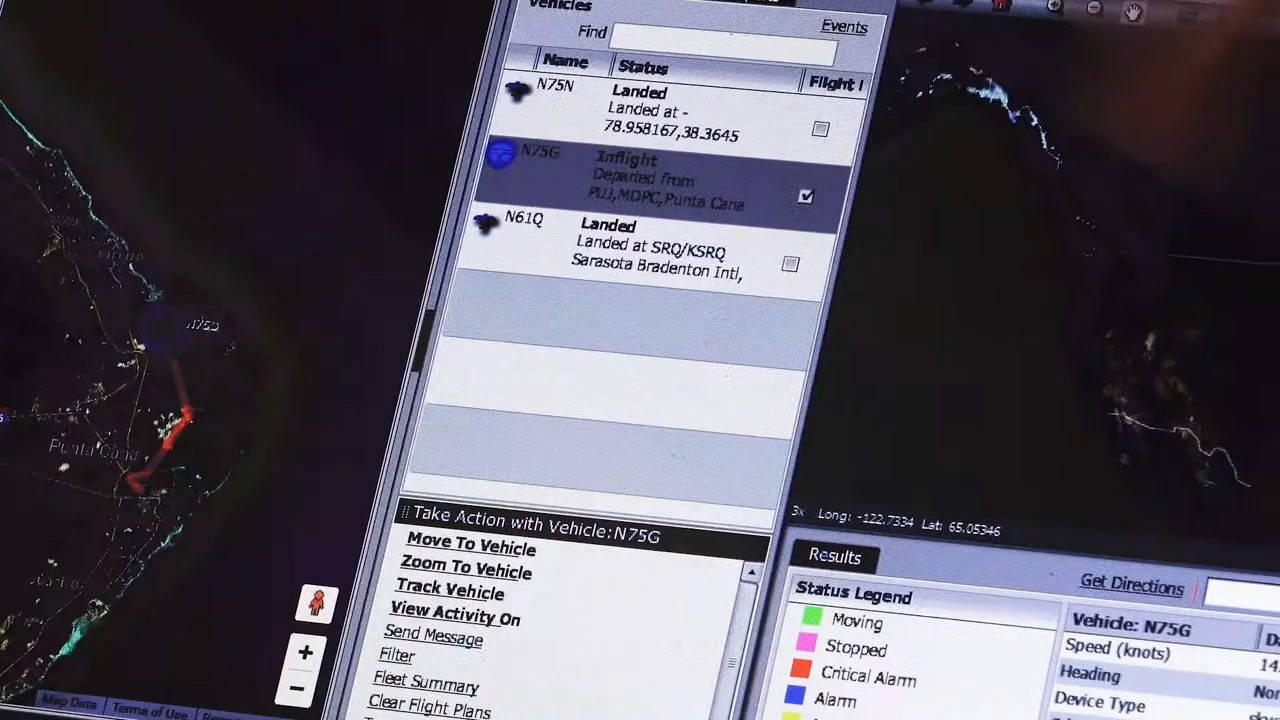 Vehicles
Find
Events
Name
Status
Flight
N75N
Landed
Landed at -
78.958167,38.3645
N75G
Inflight
Departed from
PUJ,MDPC,Punta Cana
N61Q
Landed
Landed at SRQ/KSRQ
Sarasota Bradenton Intl,
Take Action with Vehicle:N75G
Move To Vehicle
Zoom To Vehicle
Track Vehicle
View Activity On
Send Message
Filter
Fleet Summary
Clear Flight Plans
Punta Cana
+
−
Map Data
Terms of Use
3x Long: -122.7334 Lat: 65.05346
Results
Get Directions
Status Legend
Moving
Stopped
Critical Alarm
Alarm
Vehicle: N75G
Speed (knots)
14
Heading
Device Type